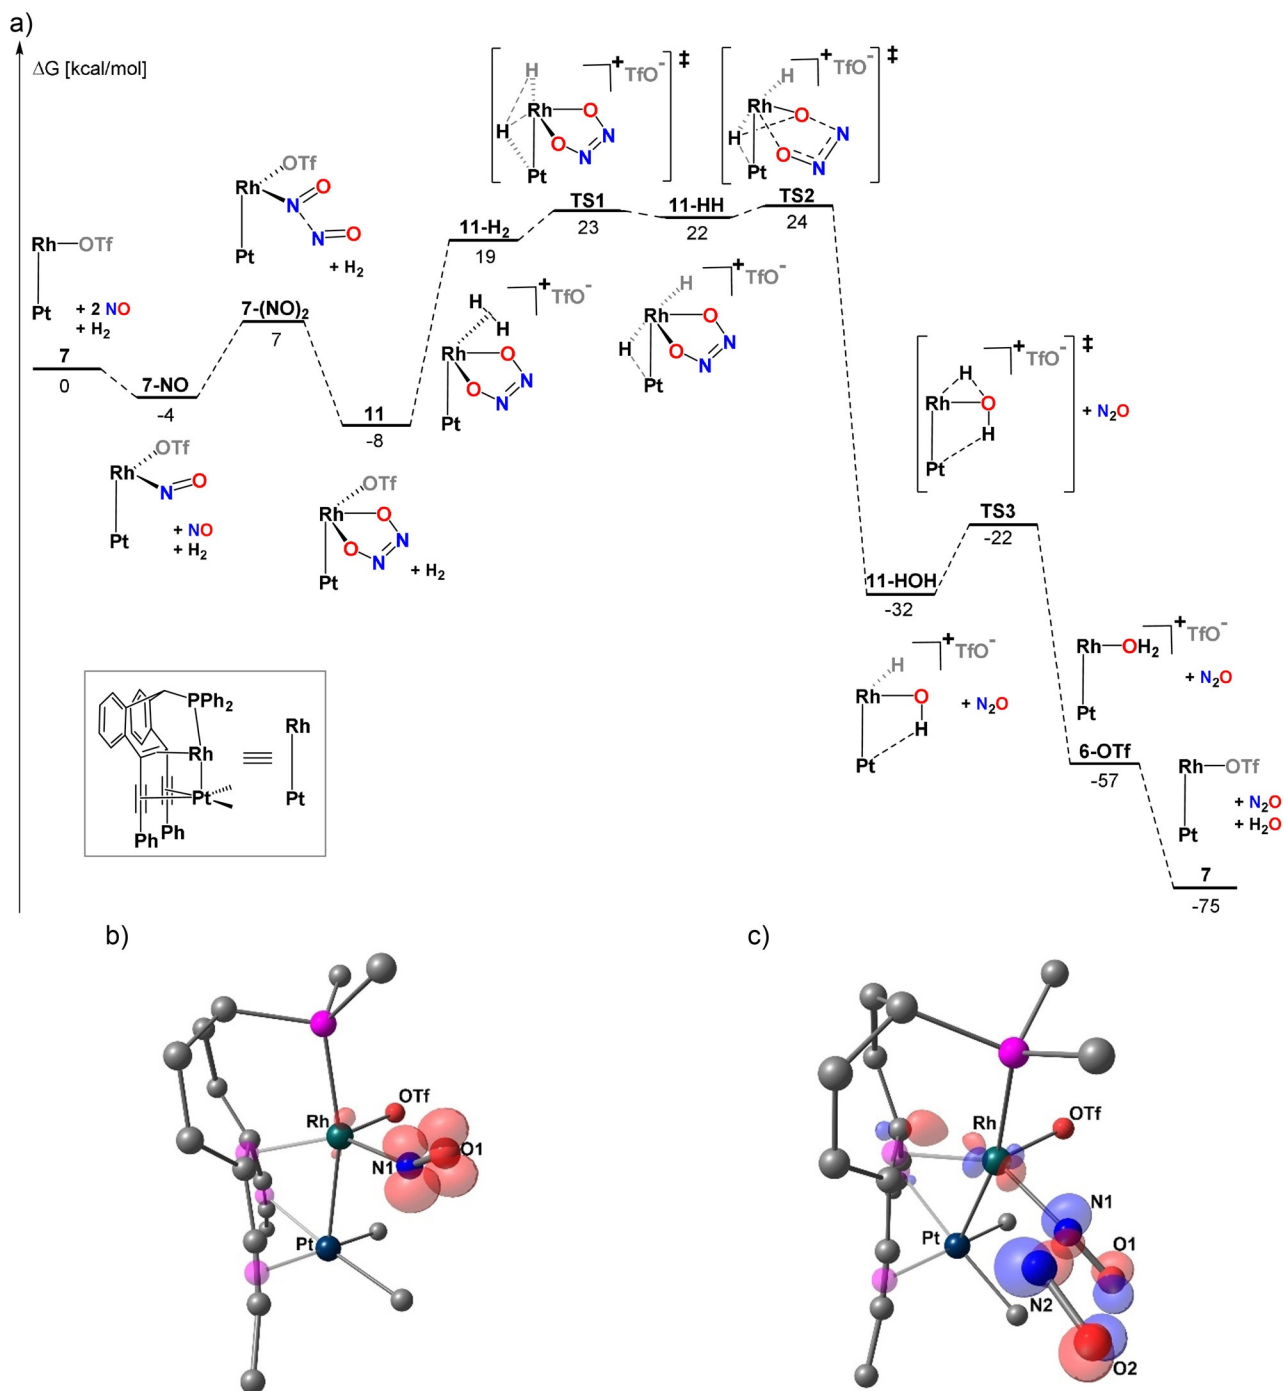 a)
ΔG [kcal/mol]
Rh—OTf
Pt
+ 2 NO
+ H2
7
0
7-NO
-4
Rh OTf
N=O
Pt
+ NO
+ H2
Rh OTf
N=O
N=O
Pt
+ H2
7-(NO)2
7
11
-8
Rh OTf
O
O
N=N
Pt
+ H2
11-H2
19
H
H
+TfO-
Rh
O
O
N
N
Pt
H
+TfO- ‡
H
Rh
O
O
N
N
Pt
TS1
23
11-HH
22
H
+TfO-
Rh
O
H
O
N
N
Pt
H
+TfO- ‡
Rh
O
H
O
N
N
Pt
TS2
24
11-HOH
-32
H
+TfO-
Rh
O
H
Pt
+ N2O
+TfO- ‡
H
Rh
O
H
Pt
+ N2O
TS3
-22
+TfO-
Rh—OH2
Pt
+ N2O
6-OTf
-57
Rh—OTf
Pt
+ N2O
+ H2O
7
-75
PPh2
Rh
Pt
Ph
Ph
≡
Rh
Pt
b)
OTf
Rh
N1
O1
Pt
c)
OTf
Rh
N1
Pt
O1
N2
O2